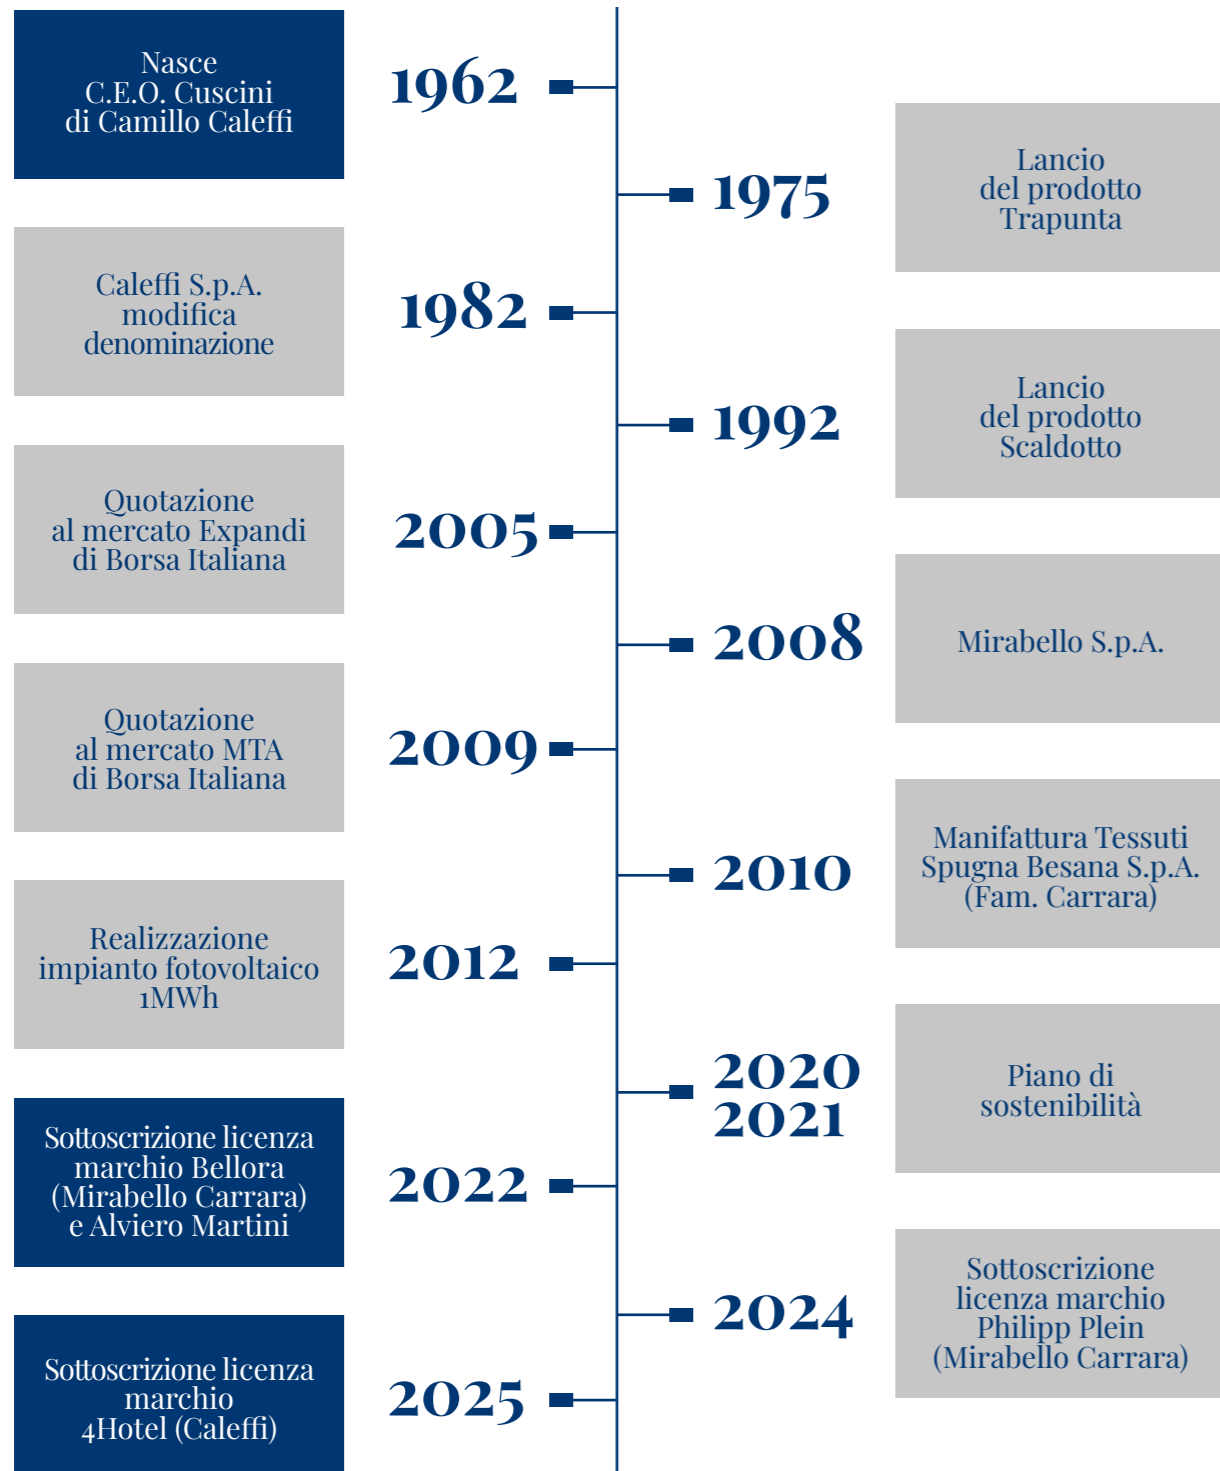 Nasce
C.E.O. Cuscini
di Camillo Caleffi
1962
1975
Lancio
del prodotto
Trapunta
Caleffi S.p.A.
modifica
denominazione
1982
1992
Lancio
del prodotto
Scaldotto
Quotazione
al mercato Expandi
di Borsa Italiana
2005
2008
Mirabello S.p.A.
Quotazione
al mercato MTA
di Borsa Italiana
2009
2010
Manifattura Tessuti
Spugna Besana S.p.A.
(Fam. Carrara)
Realizzazione
impianto fotovoltaico
1MWh
2012
2020
2021
Piano di
sostenibilità
Sottoscrizione licenza
marchio Bellora
(Mirabello Carrara)
e Alviero Martini
2022
2024
Sottoscrizione
licenza marchio
Philipp Plein
(Mirabello Carrara)
Sottoscrizione licenza
marchio
4Hotel (Caleffi)
2025